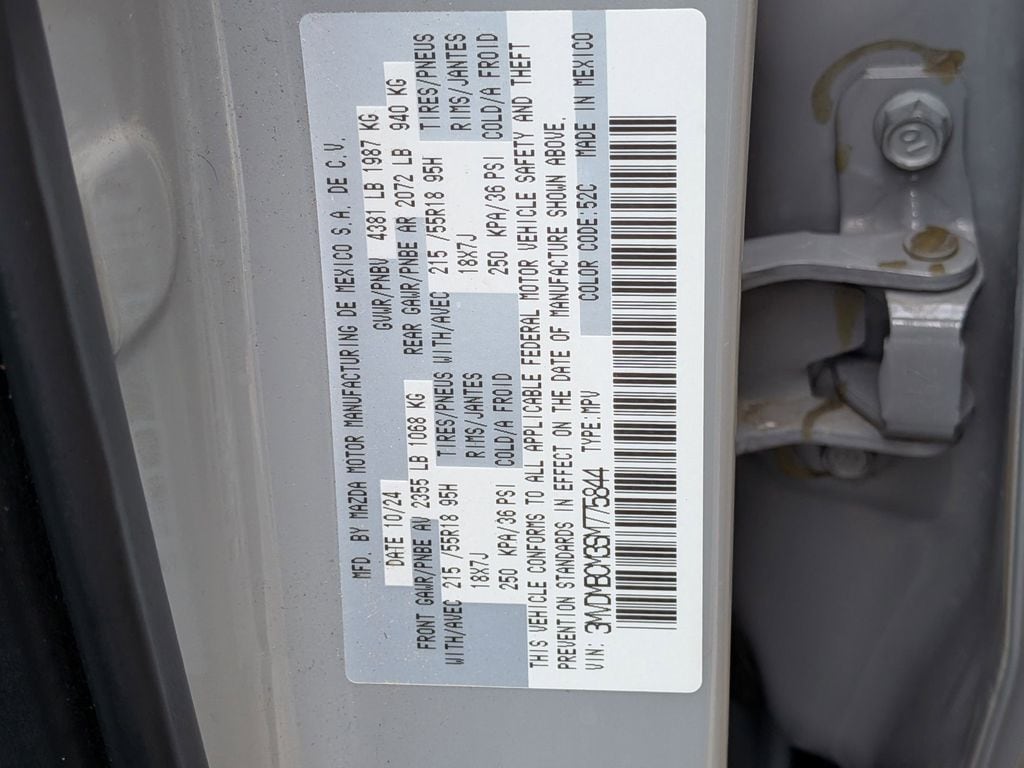 MFD. BY MAZDA MOTOR MANUFACTURING DE MEXICO S.A. DE C.V.
DATE 10/24 GVWR/PNBV 4381 LB 1987 KG
FRONT GAWR/PNBE AV 2355 LB 1068 KG REAR GAWR/PNBE AR 2072 LB 940 KG
WITH/AVEC 215 /55R18 95H TIRES/PNEUS WITH/AVEC 215 /55R18 95H TIRES/PNEUS
18X7J RIMS/JANTES 18X7J RIMS/JANTES
250 KPA/36 PSI COLD/A FROID 250 KPA/36 PSI COLD/A FROID
THIS VEHICLE CONFORMS TO ALL APPLICABLE FEDERAL MOTOR VEHICLE SAFETY AND THEFT
PREVENTION STANDARDS IN EFFECT ON THE DATE OF MANUFACTURE SHOWN ABOVE.
VIN: 3MVDMBCM3SM775844 TYPE:MPV COLOR CODE:52C MADE IN MEXICO